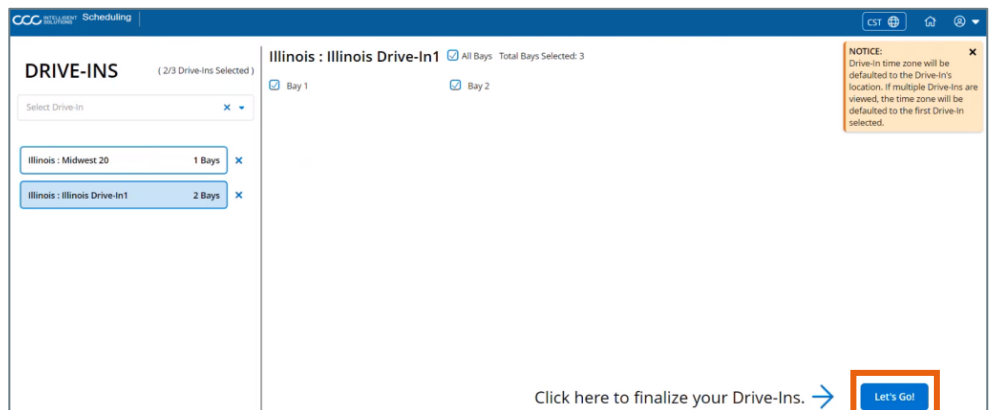 CCC INTELLIGENT SOLUTIONS Scheduling
CST
DRIVE-INS ( 2/3 Drive-Ins Selected )
Select Drive-In
Illinois : Midwest 20 1 Bays
Illinois : Illinois Drive-In1 2 Bays
Illinois : Illinois Drive-In1 All Bays Total Bays Selected: 3
Bay 1 Bay 2
NOTICE:
Drive-In time zone will be
defaulted to the Drive-In's
location. If multiple Drive-Ins are
viewed, the time zone will be
defaulted to the first Drive-In
selected.
Click here to finalize your Drive-Ins. →
Let's Go!